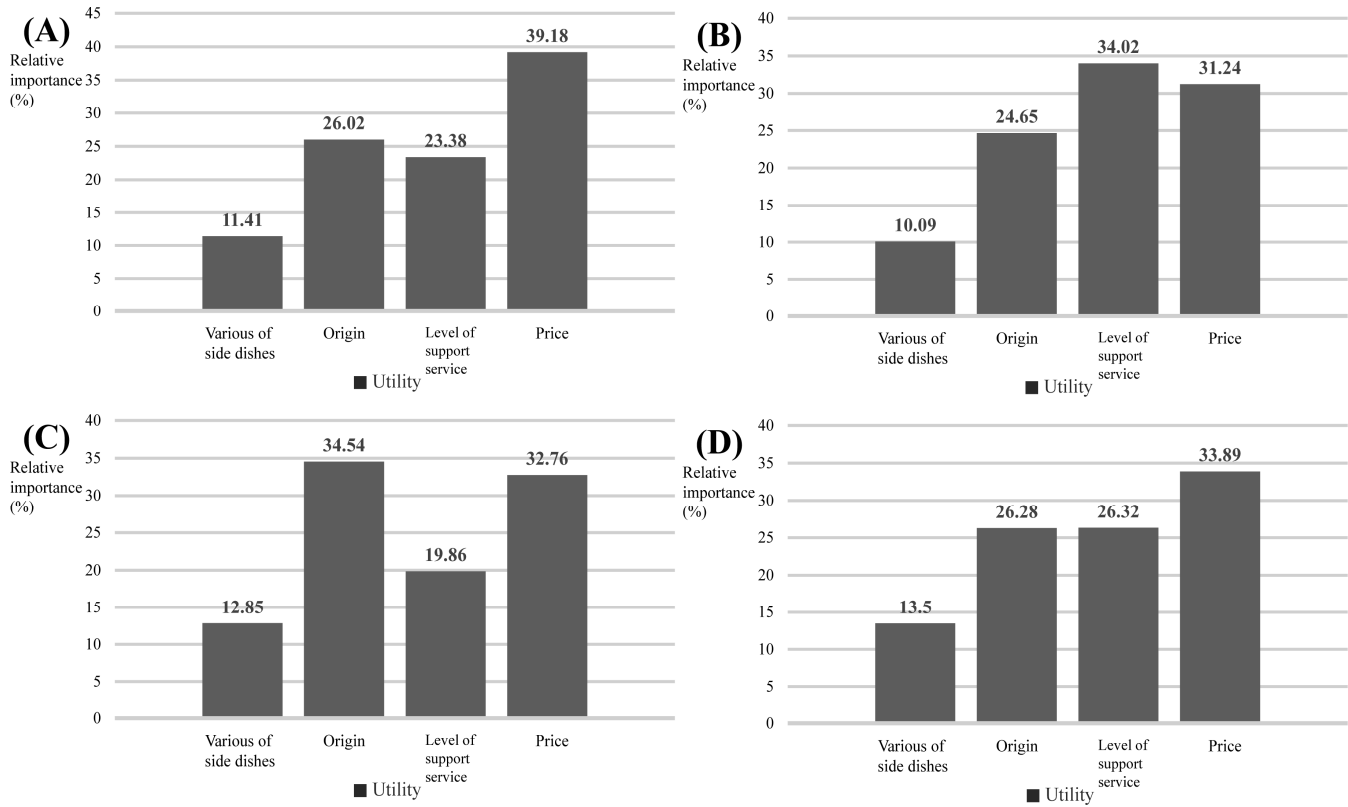 (A)
Relative
importance
(%)
45
40
35
30
25
20
15
10
5
0
11.41
26.02
23.38
39.18
Various of
side dishes
Origin
Level of
support
service
Price
Utility
(B)
Relative
importance
(%)
40
35
30
25
20
15
10
5
0
10.09
24.65
34.02
31.24
Various of
side dishes
Origin
Level of
support
service
Price
Utility
(C)
Relative
importance
(%)
40
35
30
25
20
15
10
5
0
12.85
34.54
19.86
32.76
Various of
side dishes
Origin
Level of
support
service
Price
Utility
(D)
Relative
importance
(%)
40
35
30
25
20
15
10
5
0
13.5
26.28
26.32
33.89
Various of
side dishes
Origin
Level of
support
service
Price
Utility